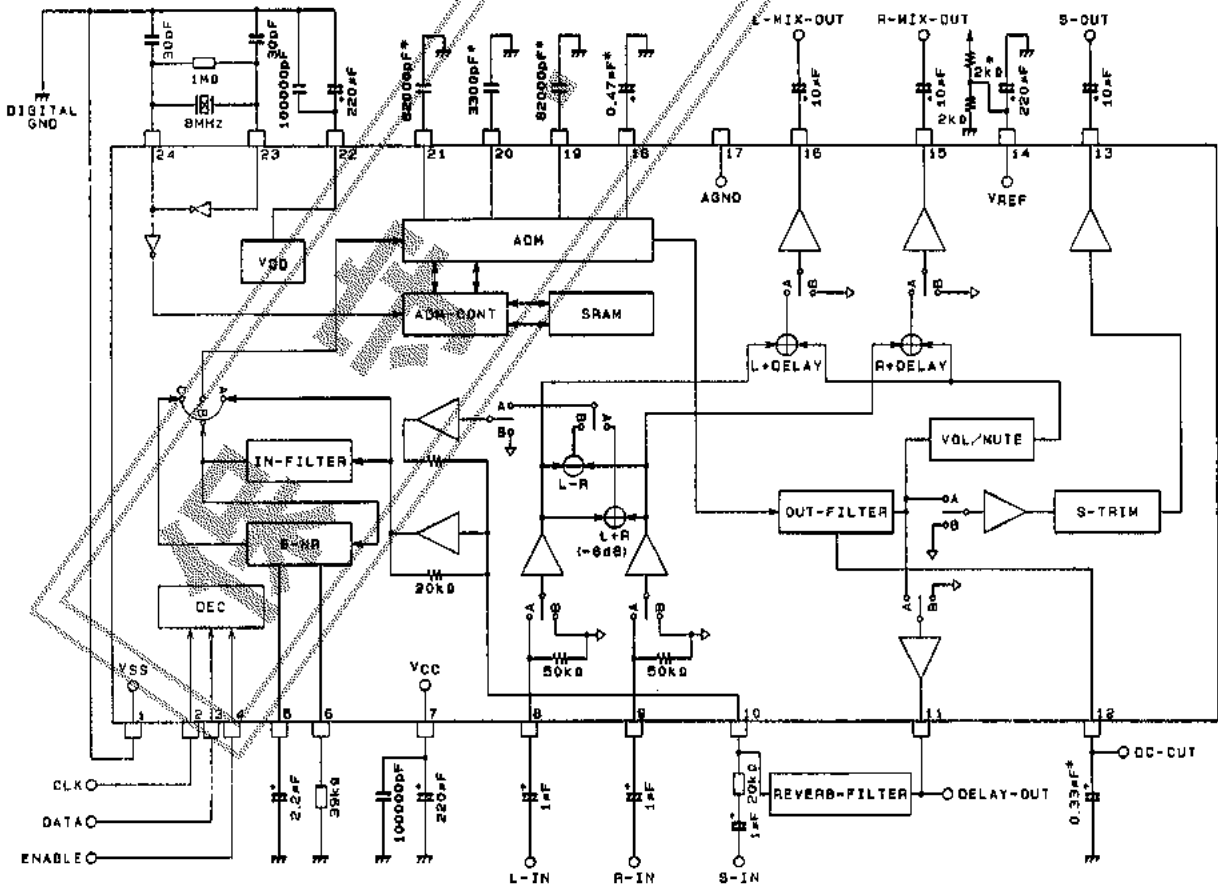 L-MIX-OUT
R-MIX-OUT
S-OUT
30pF
30pF
1MΩ
8MHZ
100000pF
220μF
82000pF*
3300pF*
82000pF*
0.47μF*
10μF
10μF
2kΩ*
2kΩ
220μF
10μF
DIGITAL
GND
24
23
22
21
20
19
18
17
16
15
14
13
AGND
VREF
VDD
ADM
ADM-CONT
SRAM
A
B
A
B
L+DELAY
R+DELAY
C
B
A
A
B
B
A
VOL/MUTE
IN-FILTER
L-R
OUT-FILTER
A
B
S-TRIM
L+R
(-6dB)
20kΩ
DEC
A
B
A
B
A
B
50kΩ
50kΩ
VSS
VCC
1
2
3
4
5
6
7
8
9
10
11
12
CLK
DATA
ENABLE
2.2μF
39kΩ
100000pF
220μF
1μF
1μF
20kΩ
1μF
REVERB-FILTER
DELAY-OUT
0.33μF*
DC-CUT
L-IN
R-IN
S-IN